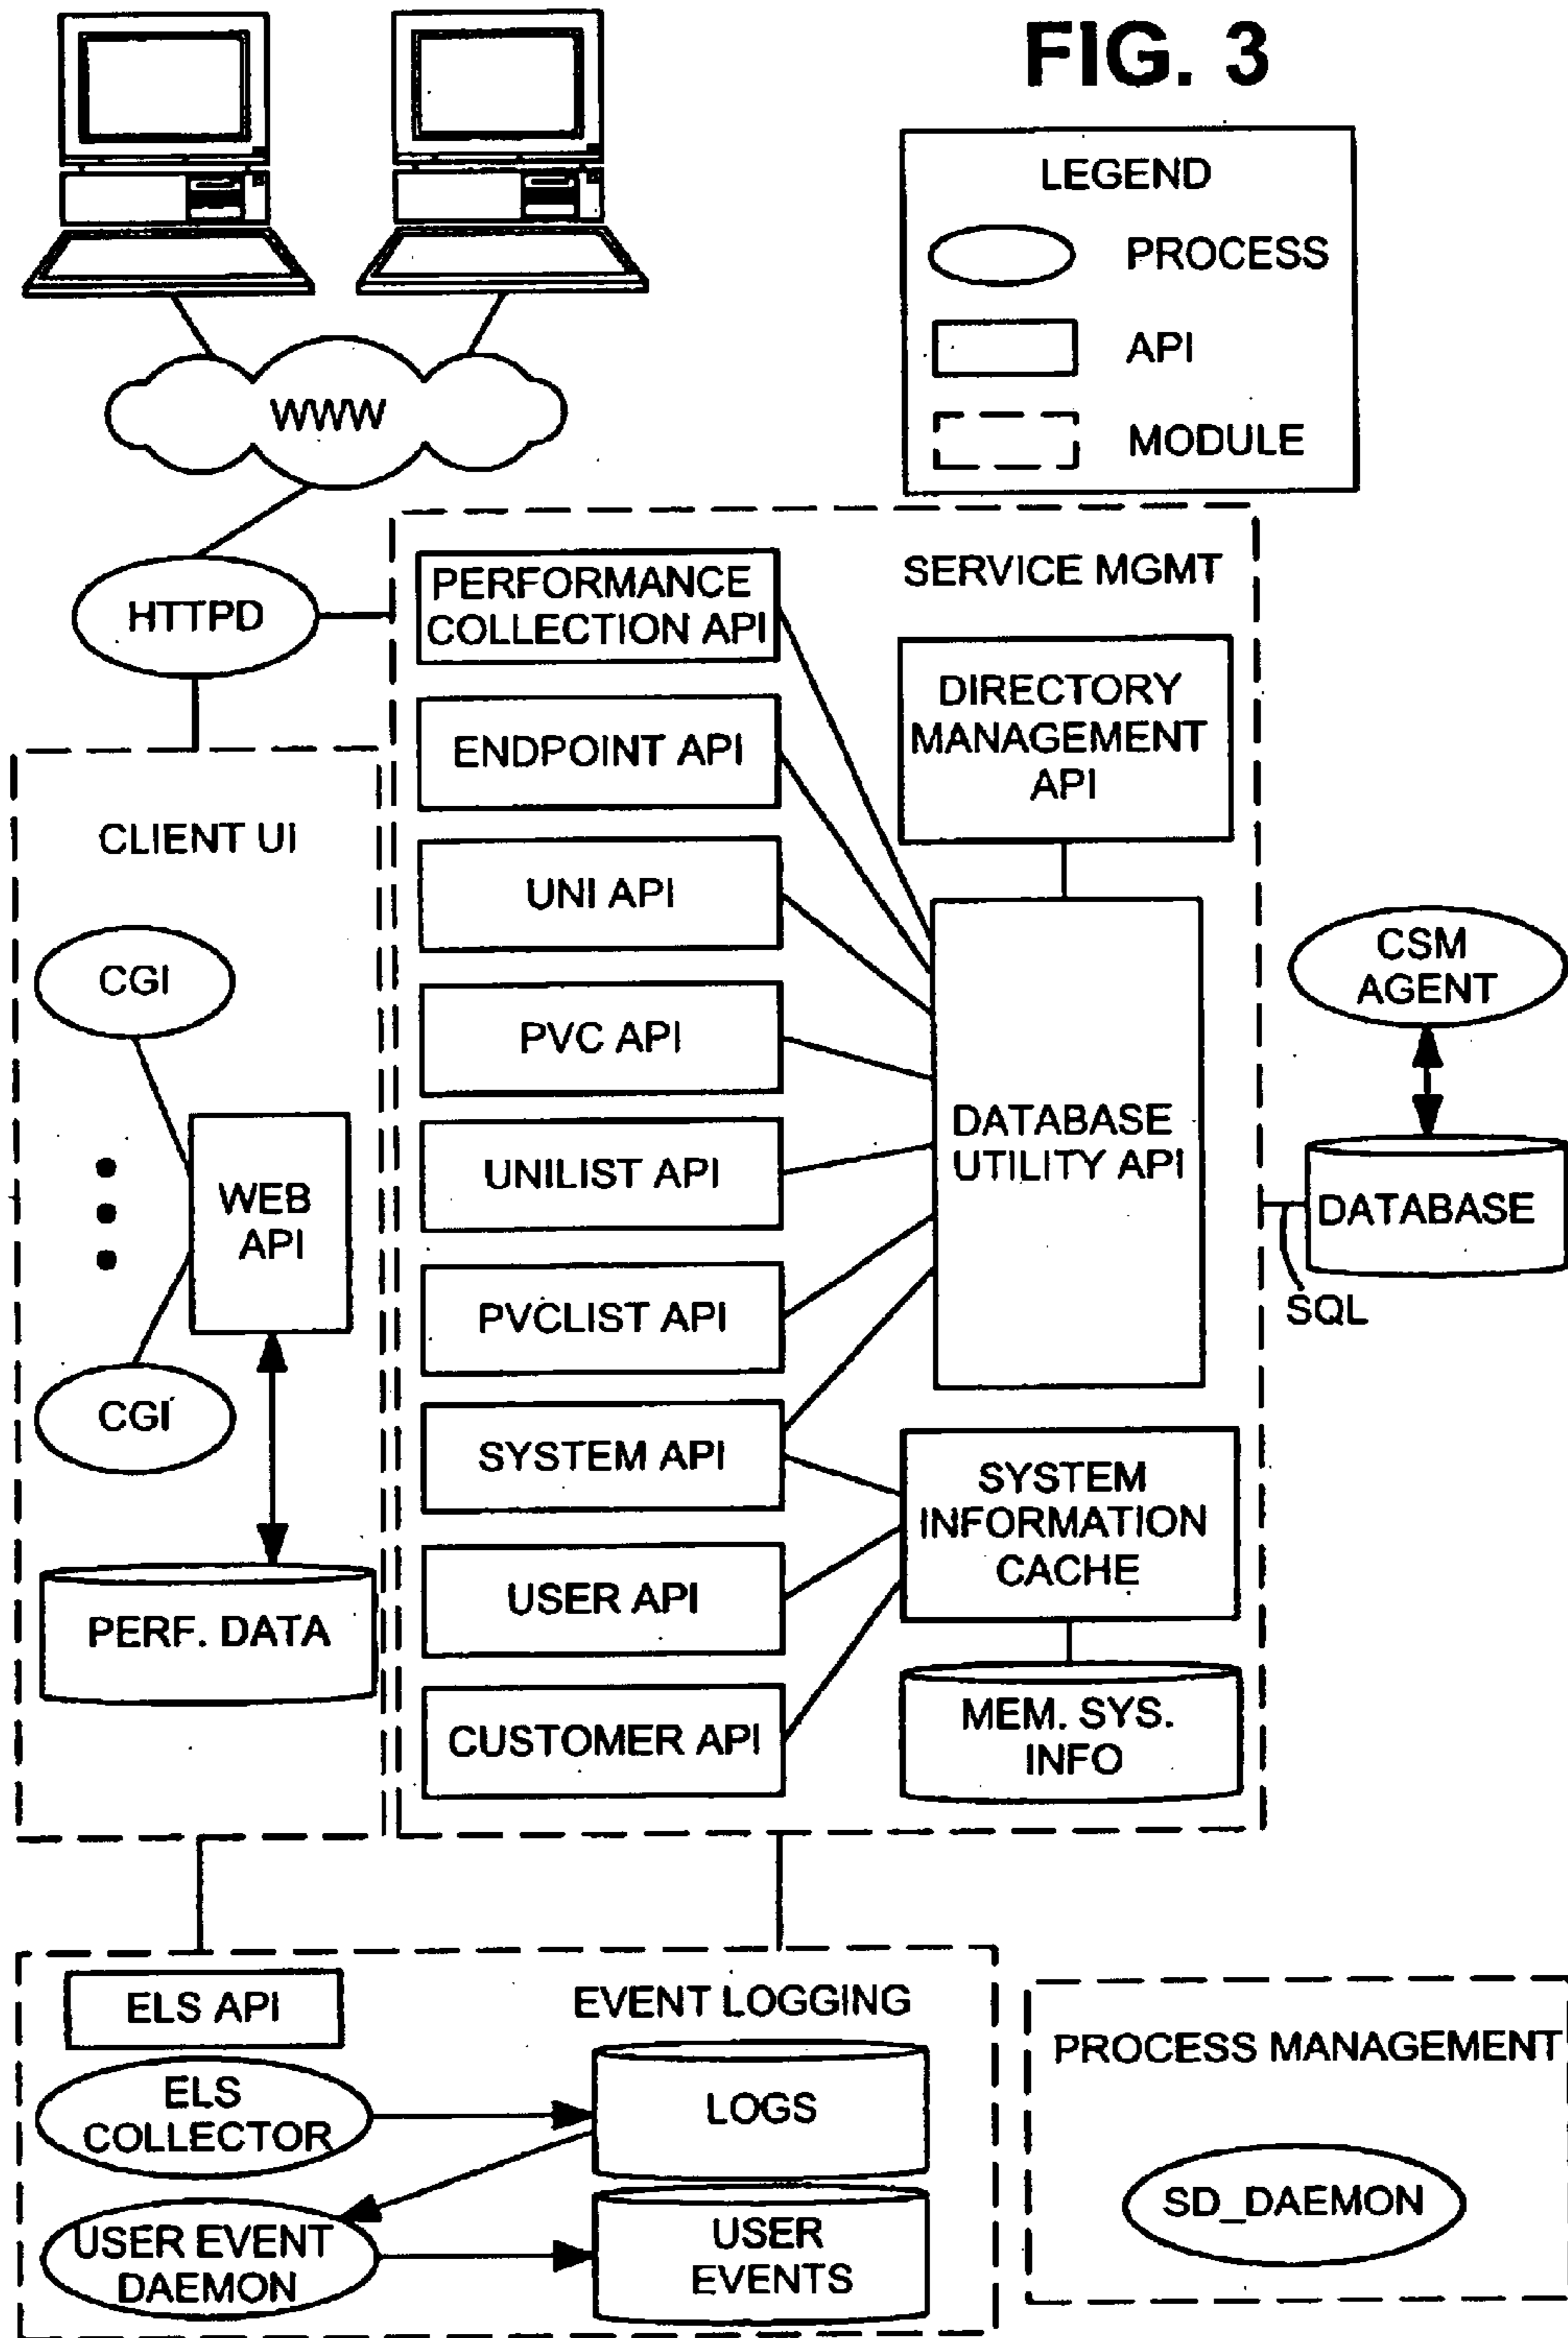 FIG. 3
LEGEND
PROCESS
API
MODULE
WWW
HTTPD
SERVICE MGMT
PERFORMANCE
COLLECTION API
ENDPOINT API
UNI API
PVC API
UNILIST API
PVCLIST API
SYSTEM API
USER API
CUSTOMER API
DIRECTORY
MANAGEMENT
API
DATABASE
UTILITY API
SYSTEM
INFORMATION
CACHE
MEM. SYS.
INFO
CSM
AGENT
DATABASE
SQL
CLIENT UI
CGI
WEB
API
CGI
PERF. DATA
EVENT LOGGING
ELS API
ELS
COLLECTOR
LOGS
USER EVENT
DAEMON
USER
EVENTS
PROCESS MANAGEMENT
SD_DAEMON